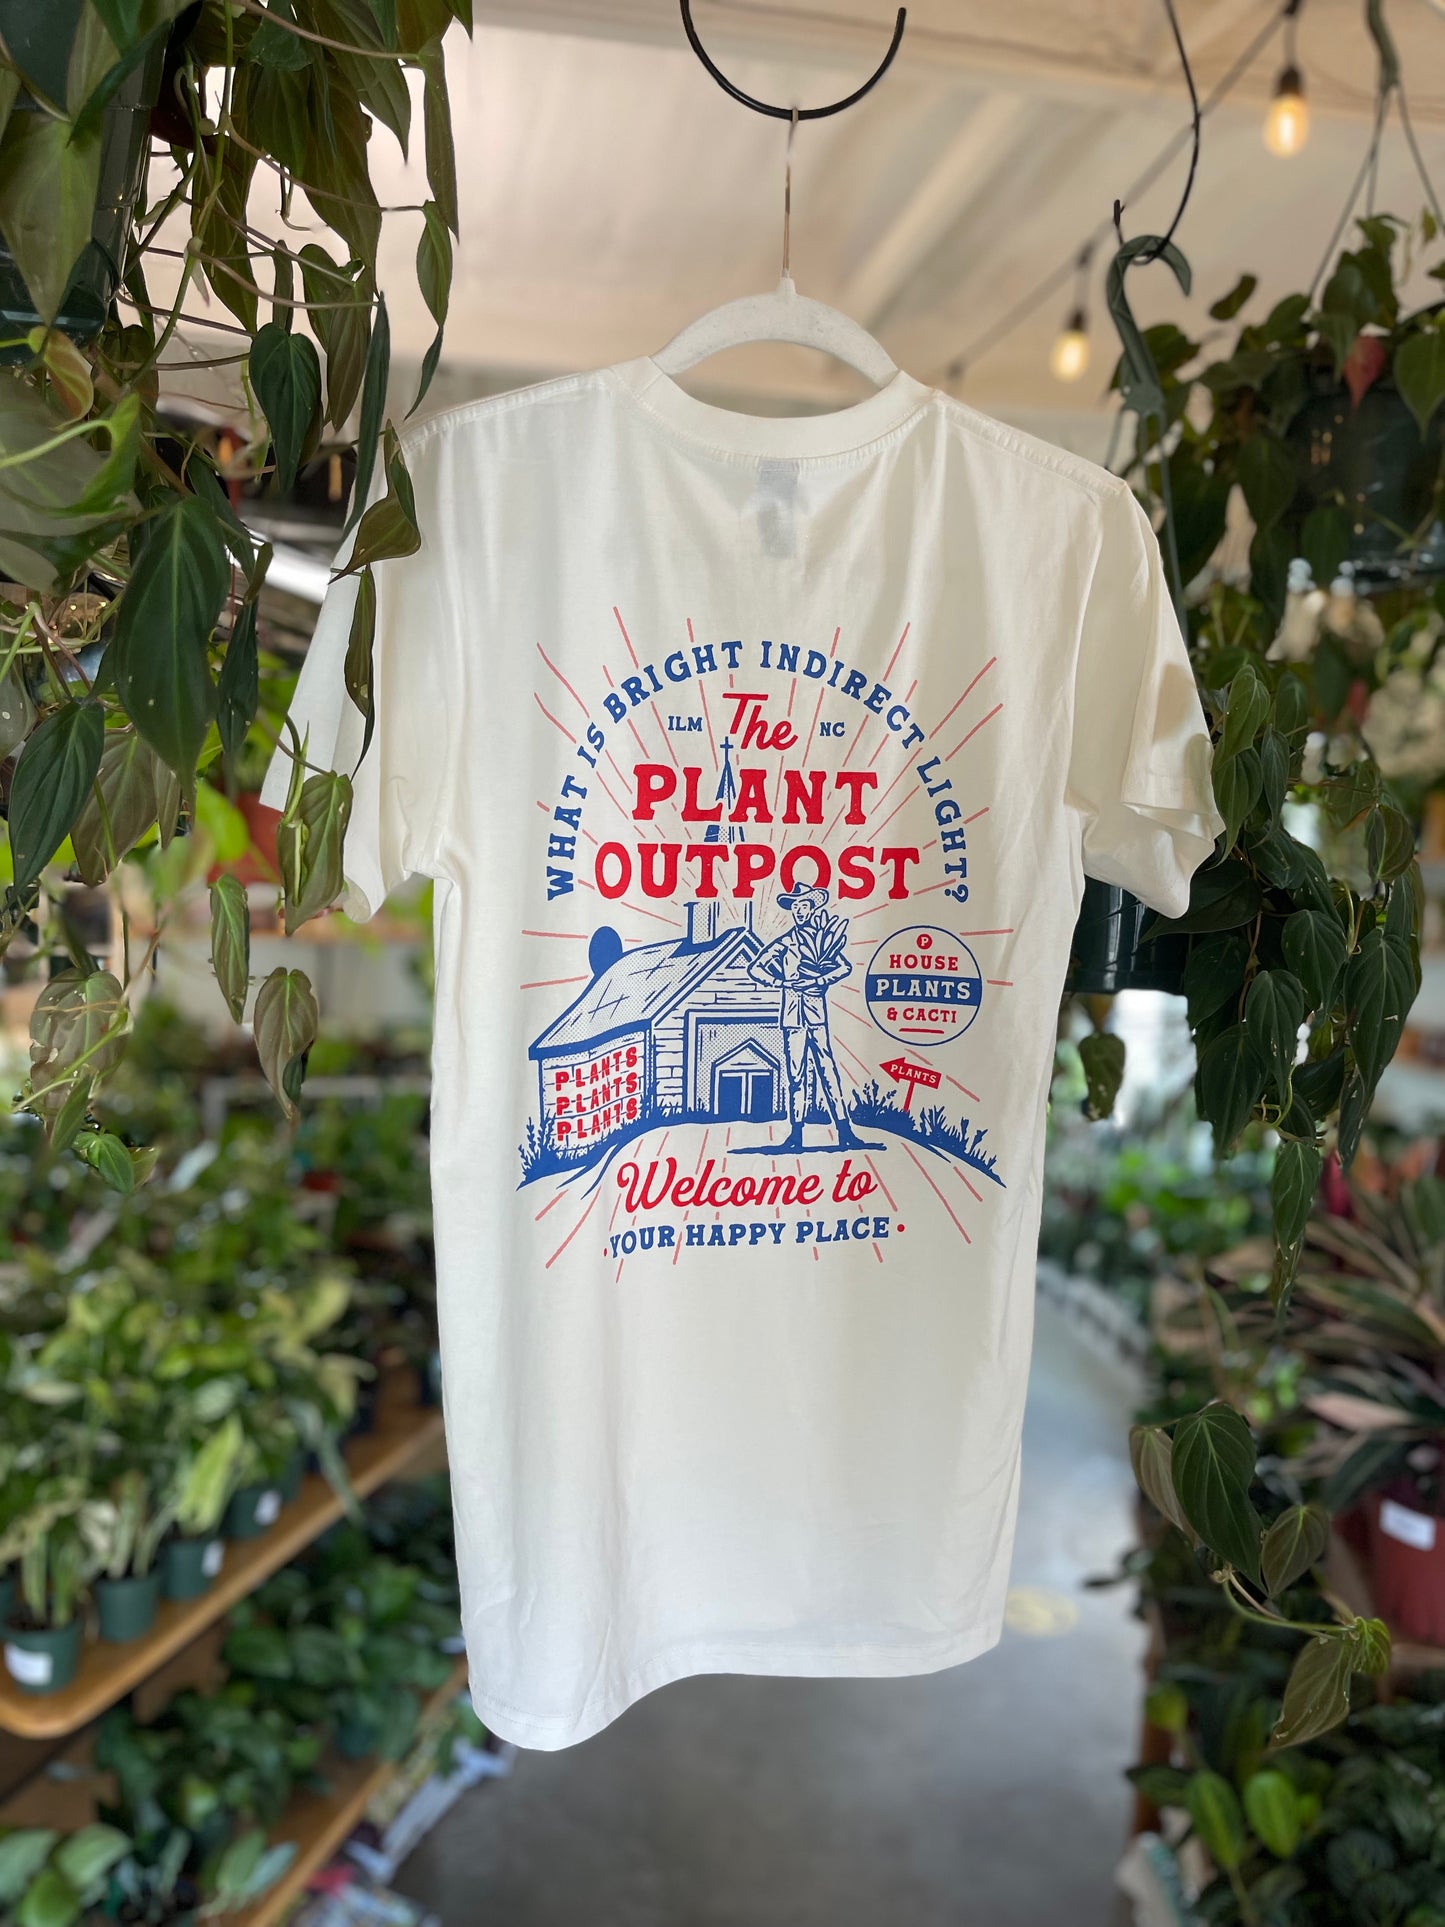 WHAT IS BRIGHT INDIRECT LIGHT?
ILM The NC
PLANT
OUTPOST
P
HOUSE
PLANTS
& CACTI
PLANTS
PLANTS
PLANTS
PLANTS
Welcome to
• YOUR HAPPY PLACE •